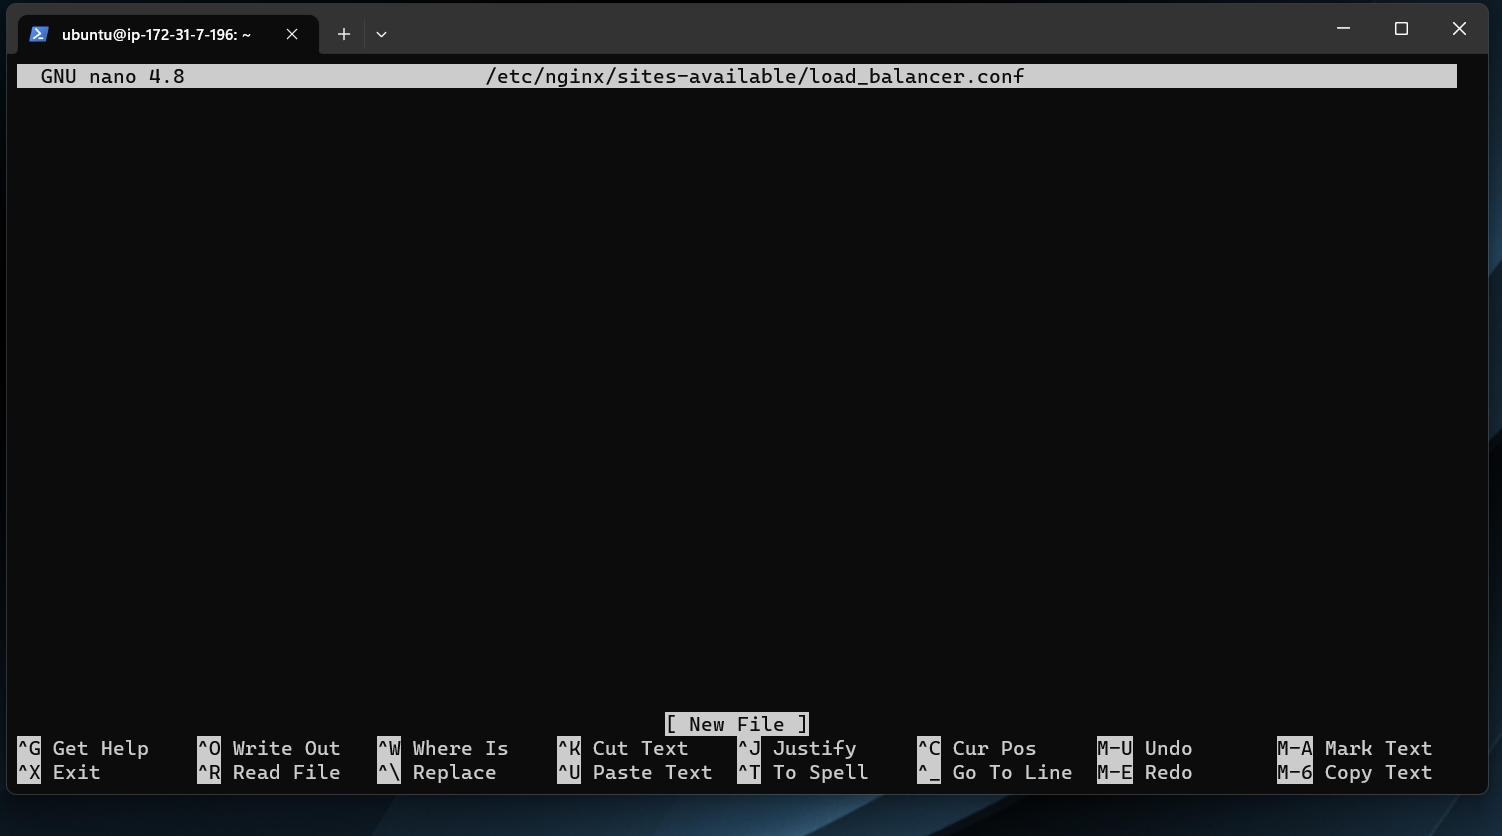 ubuntu@ip-172-31-7-196: ~
GNU nano 4.8 /etc/nginx/sites-available/load_balancer.conf
[ New File ]
^G Get Help ^O Write Out ^W Where Is ^K Cut Text ^J Justify ^C Cur Pos M-U Undo M-A Mark Text
^X Exit ^R Read File ^\ Replace ^U Paste Text ^T To Spell ^_ Go To Line M-E Redo M-6 Copy Text